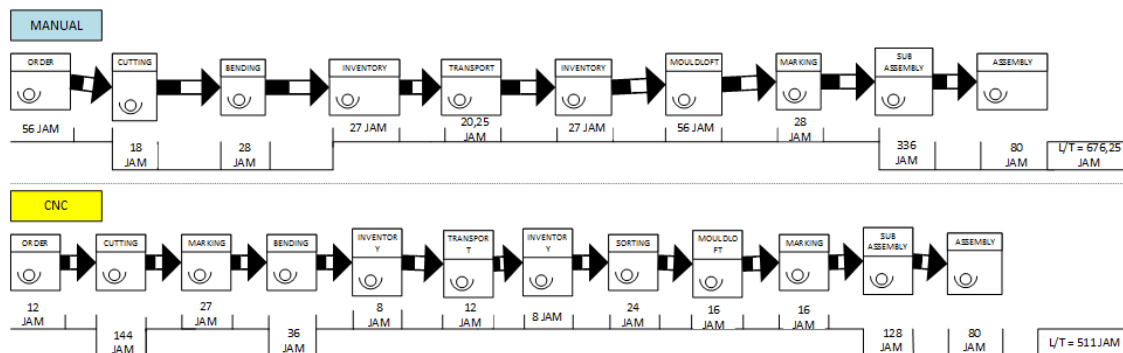 MANUAL
ORDER
CUTTING
BENDING
INVENTORY
TRANSPORT
INVENTORY
MOULDLOFT
MARKING
SUB
ASSEMBLY
ASSEMBLY
56 JAM
18
JAM
28
JAM
27 JAM
20,25
JAM
27 JAM
56 JAM
28
JAM
336
JAM
80
JAM
L/T = 676,25
JAM
CNC
ORDER
CUTTING
MARKING
BENDING
INVENTOR
Y
TRANSPOR
T
INVENTOR
Y
SORTING
MOULDLO
FT
MARKING
SUB
ASSEMBLY
ASSEMBLY
12
JAM
144
JAM
27
JAM
36
JAM
8
JAM
12
JAM
8 JAM
24
JAM
16
JAM
16
JAM
128
JAM
80
JAM
L/T = 511 JAM